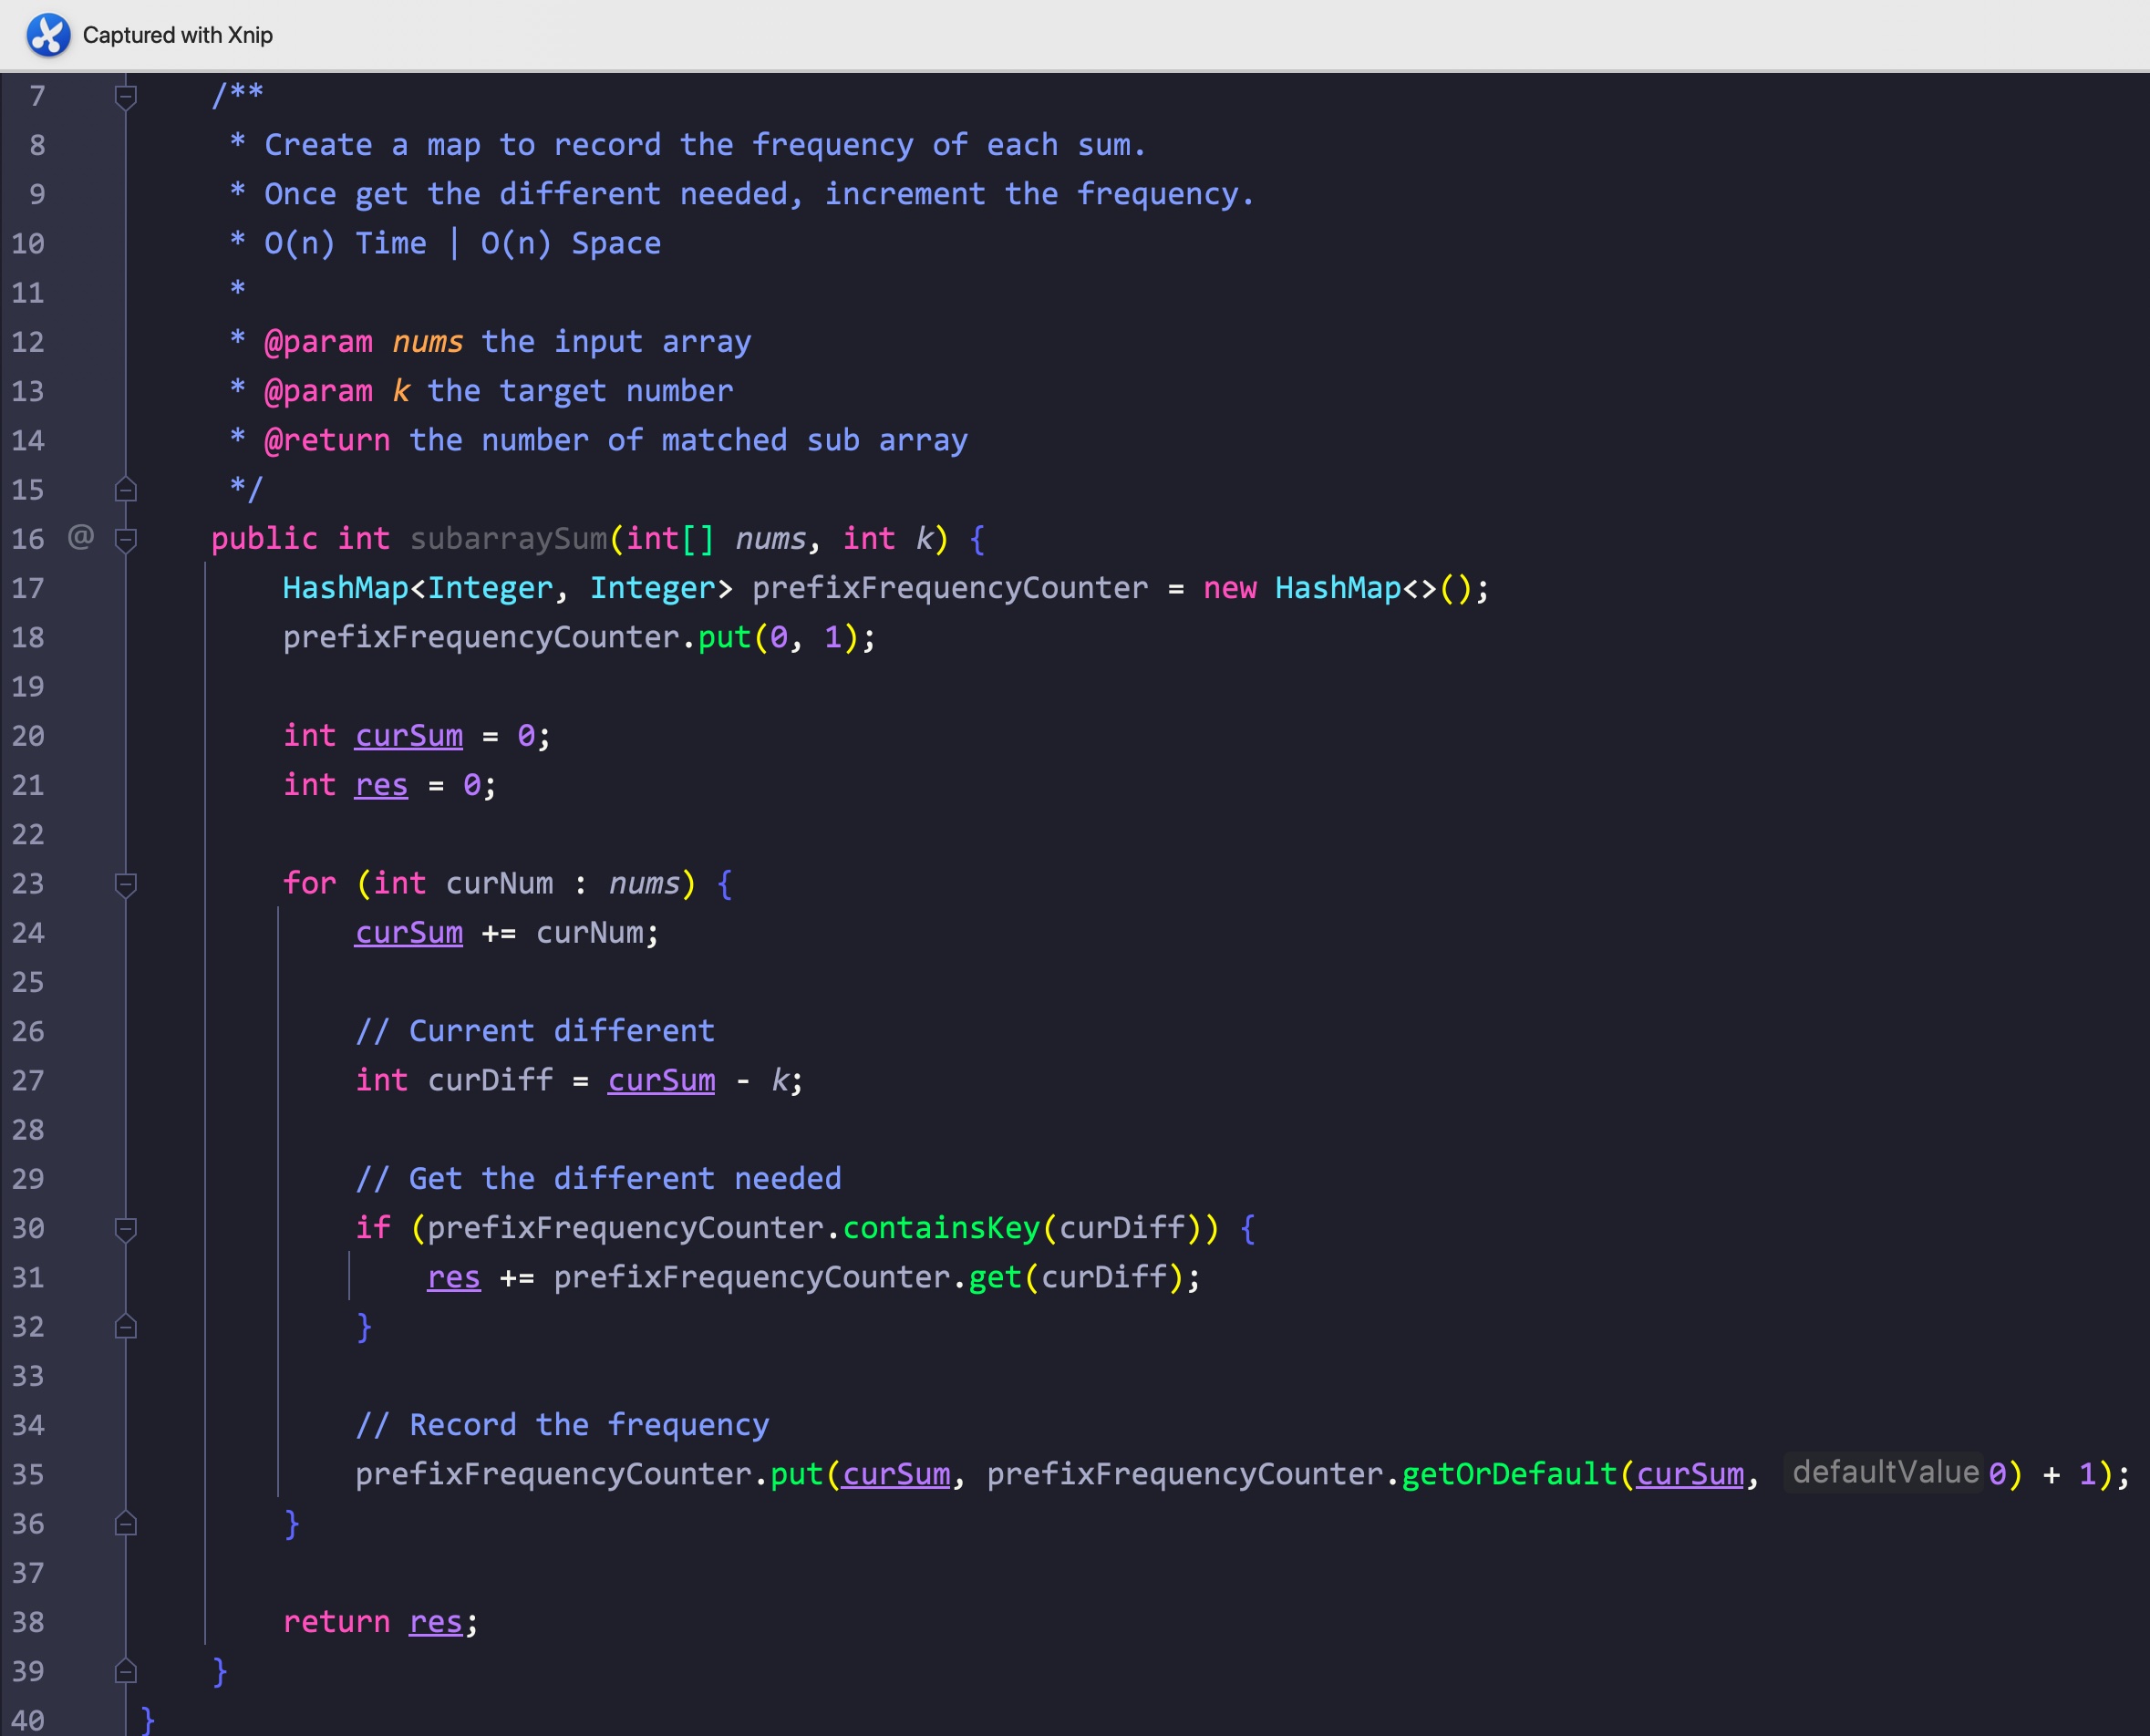 Captured with Xnip
7 /**
8 * Create a map to record the frequency of each sum.
9 * Once get the different needed, increment the frequency.
10 * O(n) Time | O(n) Space
11 *
12 * @param nums the input array
13 * @param k the target number
14 * @return the number of matched sub array
15 */
16 @ public int subarraySum(int[] nums, int k) {
17 HashMap<Integer, Integer> prefixFrequencyCounter = new HashMap<>();
18 prefixFrequencyCounter.put(0, 1);
19
20 int curSum = 0;
21 int res = 0;
22
23 for (int curNum : nums) {
24 curSum += curNum;
25
26 // Current different
27 int curDiff = curSum - k;
28
29 // Get the different needed
30 if (prefixFrequencyCounter.containsKey(curDiff)) {
31 res += prefixFrequencyCounter.get(curDiff);
32 }
33
34 // Record the frequency
35 prefixFrequencyCounter.put(curSum, prefixFrequencyCounter.getOrDefault(curSum, defaultValue 0) + 1);
36 }
37
38 return res;
39 }
40 }